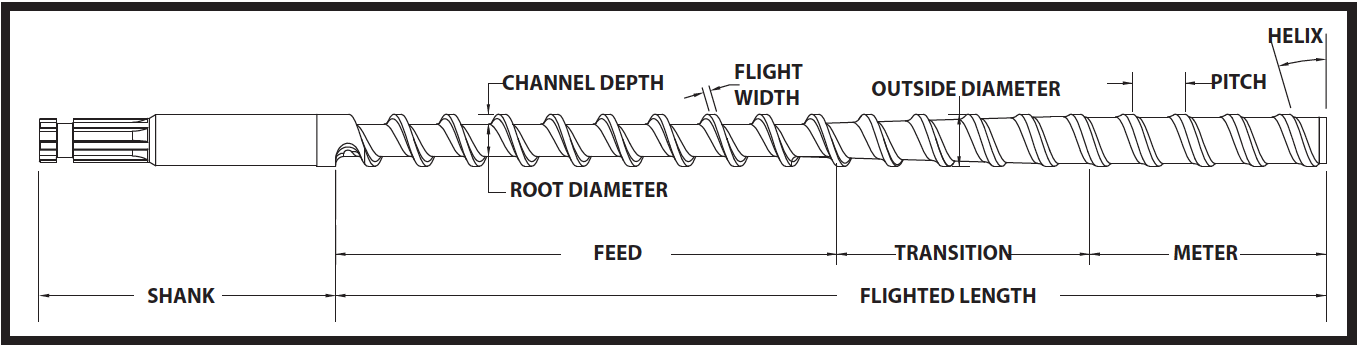 HELIX
CHANNEL DEPTH
FLIGHT
WIDTH
OUTSIDE DIAMETER
PITCH
ROOT DIAMETER
FEED
TRANSITION
METER
SHANK
FLIGHTED LENGTH